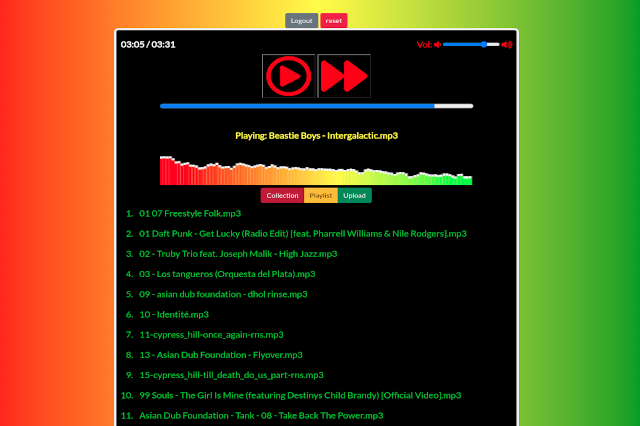 Logout reset
03:05 / 03:31 Vol:
Playing: Beastie Boys - Intergalactic.mp3
Collection Playlist Upload
1. 01 07 Freestyle Folk.mp3
2. 01 Daft Punk - Get Lucky (Radio Edit) [feat. Pharrell Williams & Nile Rodgers].mp3
3. 02 - Truby Trio feat. Joseph Malik - High Jazz.mp3
4. 03 - Los tangueros (Orquesta del Plata).mp3
5. 09 - asian dub foundation - dhol rinse.mp3
6. 10 - Identité.mp3
7. 11-cypress_hill-once_again-rns.mp3
8. 13 - Asian Dub Foundation - Flyover.mp3
9. 15-cypress_hill-till_death_do_us_part-rns.mp3
10. 99 Souls - The Girl Is Mine (featuring Destinys Child Brandy) [Official Video].mp3
11. Asian Dub Foundation - Tank - 08 - Take Back The Power.mp3